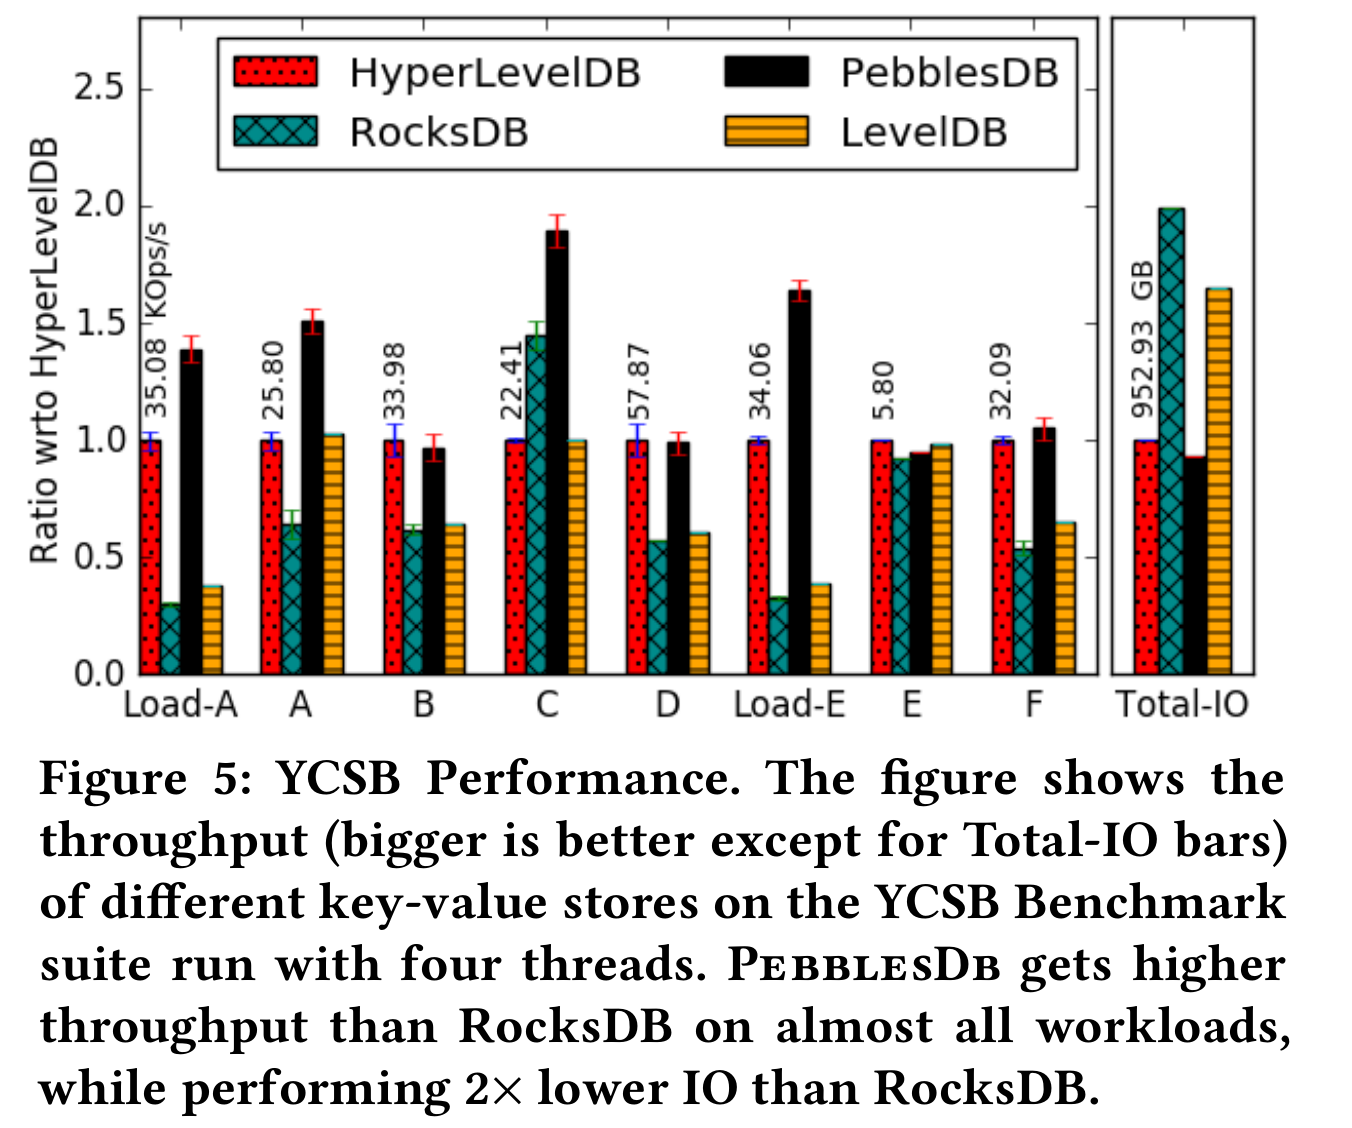 HyperLevelDB
PebblesDB
RocksDB
LevelDB
Ratio wrto HyperLevelDB
2.5
2.0
1.5
1.0
0.5
0.0
35.08 KOps/s
25.80
33.98
22.41
57.87
34.06
5.80
32.09
952.93 GB
Load-A
A
B
C
D
Load-E
E
F
Total-IO
Figure 5: YCSB Performance. The figure shows the
throughput (bigger is better except for Total-IO bars)
of different key-value stores on the YCSB Benchmark
suite run with four threads. PEBBLESDB gets higher
throughput than RocksDB on almost all workloads,
while performing 2× lower IO than RocksDB.